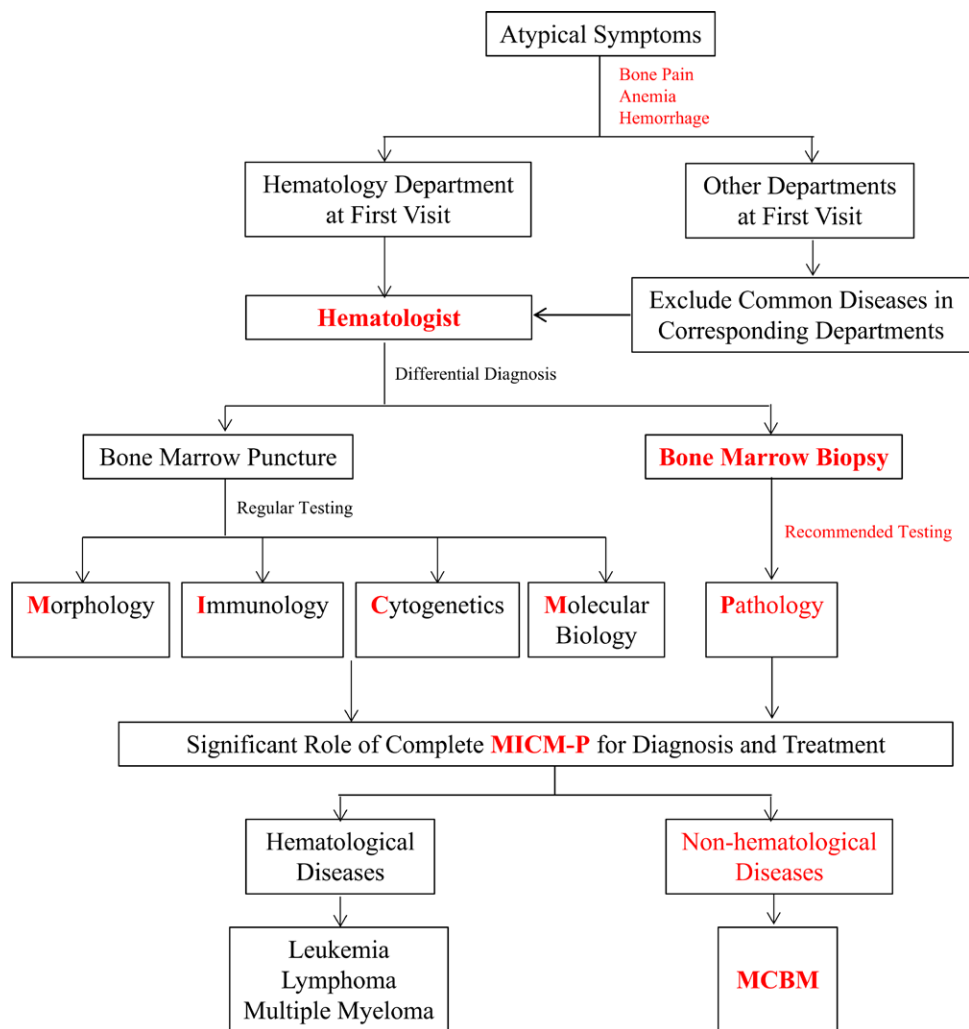 Atypical Symptoms
Bone Pain
Anemia
Hemorrhage
Hematology Department
at First Visit
Other Departments
at First Visit
Hematologist
Exclude Common Diseases in
Corresponding Departments
Differential Diagnosis
Bone Marrow Puncture
Bone Marrow Biopsy
Regular Testing
Recommended Testing
Morphology
Immunology
Cytogenetics
Molecular
Biology
Pathology
Significant Role of Complete MICM-P for Diagnosis and Treatment
Hematological
Diseases
Non-hematological
Diseases
Leukemia
Lymphoma
Multiple Myeloma
MCBM